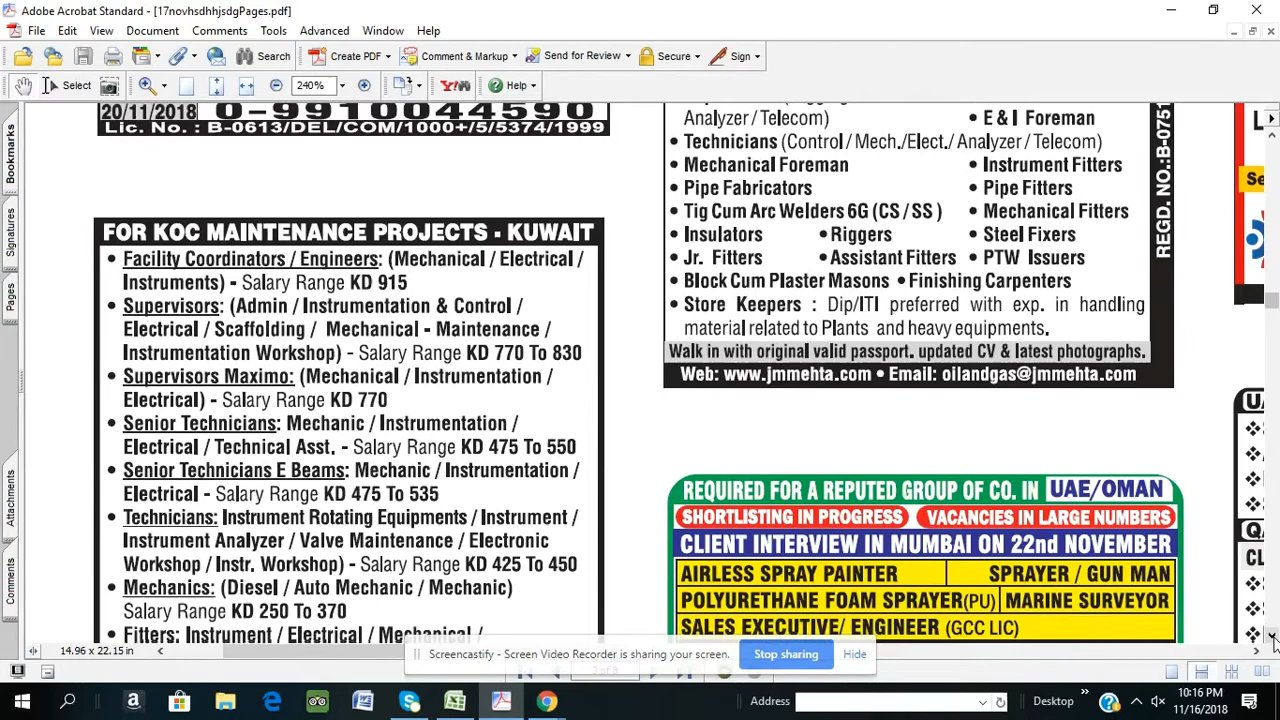 Adobe Acrobat Standard - [17novhsdhhjsdgPages.pdf]
File Edit View Document Comments Forms Tools Advanced Window Help
Search Create PDF Comment & Markup Send for Review Secure Sign
Select 240% Y! Help
Bookmarks
Signatures
Pages
Attachments
Comments
20/11/2018 0-9910044590
Lic. No. : B-0613/DEL/COM/1000+/5/5374/1999
FOR KOC MAINTENANCE PROJECTS - KUWAIT
• Facility Coordinators / Engineers: (Mechanical / Electrical /
Instruments) - Salary Range KD 915
• Supervisors: (Admin / Instrumentation & Control /
Electrical / Scaffolding / Mechanical - Maintenance /
Instrumentation Workshop) - Salary Range KD 770 To 830
• Supervisors Maximo: (Mechanical / Instrumentation /
Electrical) - Salary Range KD 770
• Senior Technicians: Mechanic / Instrumentation /
Electrical / Technical Asst. - Salary Range KD 475 To 550
• Senior Technicians E Beams: Mechanic / Instrumentation /
Electrical - Salary Range KD 475 To 535
• Technicians: Instrument Rotating Equipments / Instrument /
Instrument Analyzer / Valve Maintenance / Electronic
Workshop / Instr. Workshop) - Salary Range KD 425 To 450
• Mechanics: (Diesel / Auto Mechanic / Mechanic)
Salary Range KD 250 To 370
• Fitters: Instrument / Electrical / Mechanical /
Analyzer / Telecom) • E & I Foreman
• Technicians (Control / Mech./Elect./ Analyzer / Telecom)
• Mechanical Foreman • Instrument Fitters
• Pipe Fabricators • Pipe Fitters
• Tig Cum Arc Welders 6G (CS / SS ) • Mechanical Fitters
• Insulators • Riggers • Steel Fixers
• Jr. Fitters • Assistant Fitters • PTW Issuers
• Block Cum Plaster Masons • Finishing Carpenters
• Store Keepers : Dip/ITI preferred with exp. in handling
material related to Plants and heavy equipments.
Walk in with original valid passport. updated CV & latest photographs.
Web: www.jmmehta.com • Email: oilandgas@jmmehta.com
REGD. NO.:B-0751
REQUIRED FOR A REPUTED GROUP OF CO. IN UAE/OMAN
SHORTLISTING IN PROGRESS VACANCIES IN LARGE NUMBERS
CLIENT INTERVIEW IN MUMBAI ON 22nd NOVEMBER
AIRLESS SPRAY PAINTER SPRAYER / GUN MAN
POLYURETHANE FOAM SPRAYER(PU) MARINE SURVEYOR
SALES EXECUTIVE/ ENGINEER (GCC LIC)
Se
CL
14.96 x 22.15 in
Screencastify - Screen Video Recorder is sharing your screen. Stop sharing Hide
Address Desktop
10:16 PM
11/16/2018